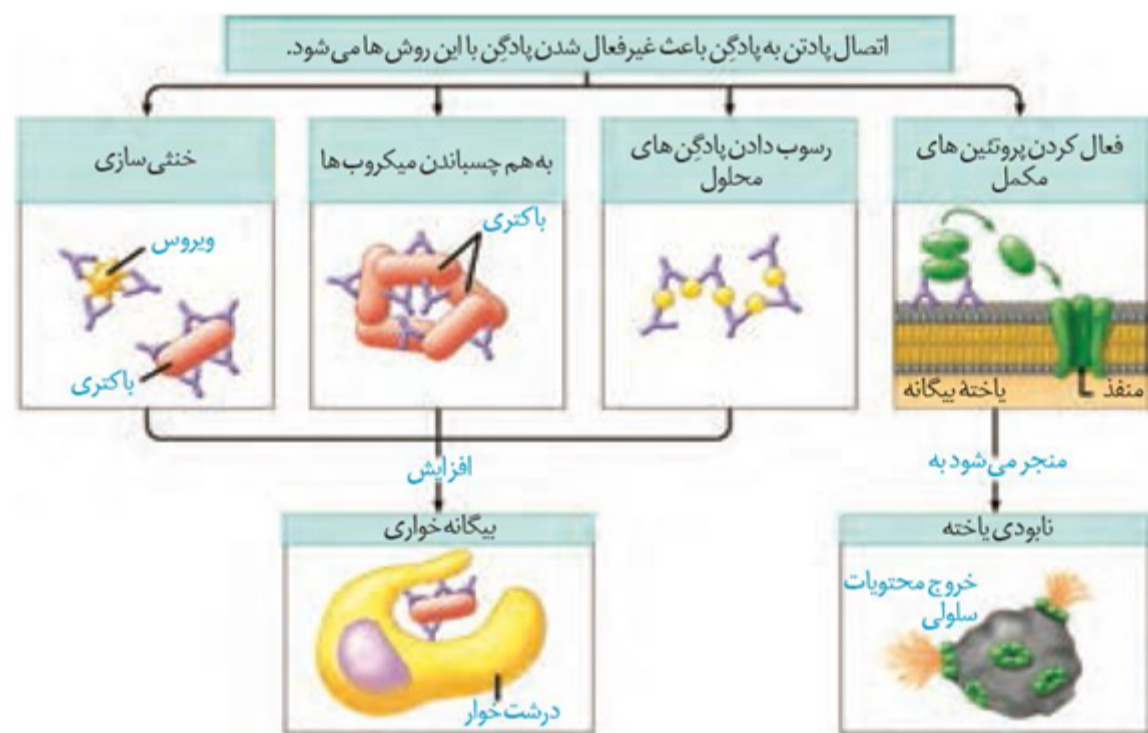 اتصال پادتن به پادگِن باعث غیرفعال شدن پادگِن با این روش‌ها می‌شود.
فعال کردن پروتئین‌های
مکمل
رسوب دادن پادگِن‌های
محلول
به هم چسباندن میکروب‌ها
خنثی سازی
منفذ
یاختهٔ بیگانه
باکتری
ویروس
باکتری
منجر می‌شود به
افزایش
نابودی یاخته
خروج محتویات
سلولی
بیگانه‌خواری
درشت‌خوار